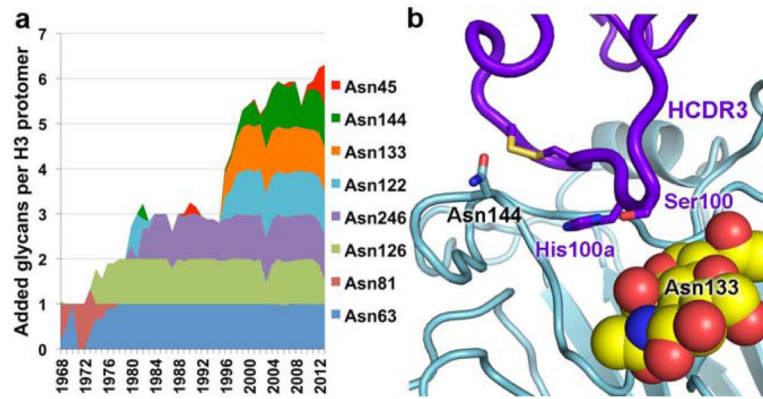 a
Added glycans per H3 protomer
7
6
5
4
3
2
1
0
1968
1972
1976
1980
1984
1988
1992
1996
2000
2004
2008
2012
Asn45
Asn144
Asn133
Asn122
Asn246
Asn126
Asn81
Asn63
b
HCDR3
Asn144
Ser100
His100a
Asn133